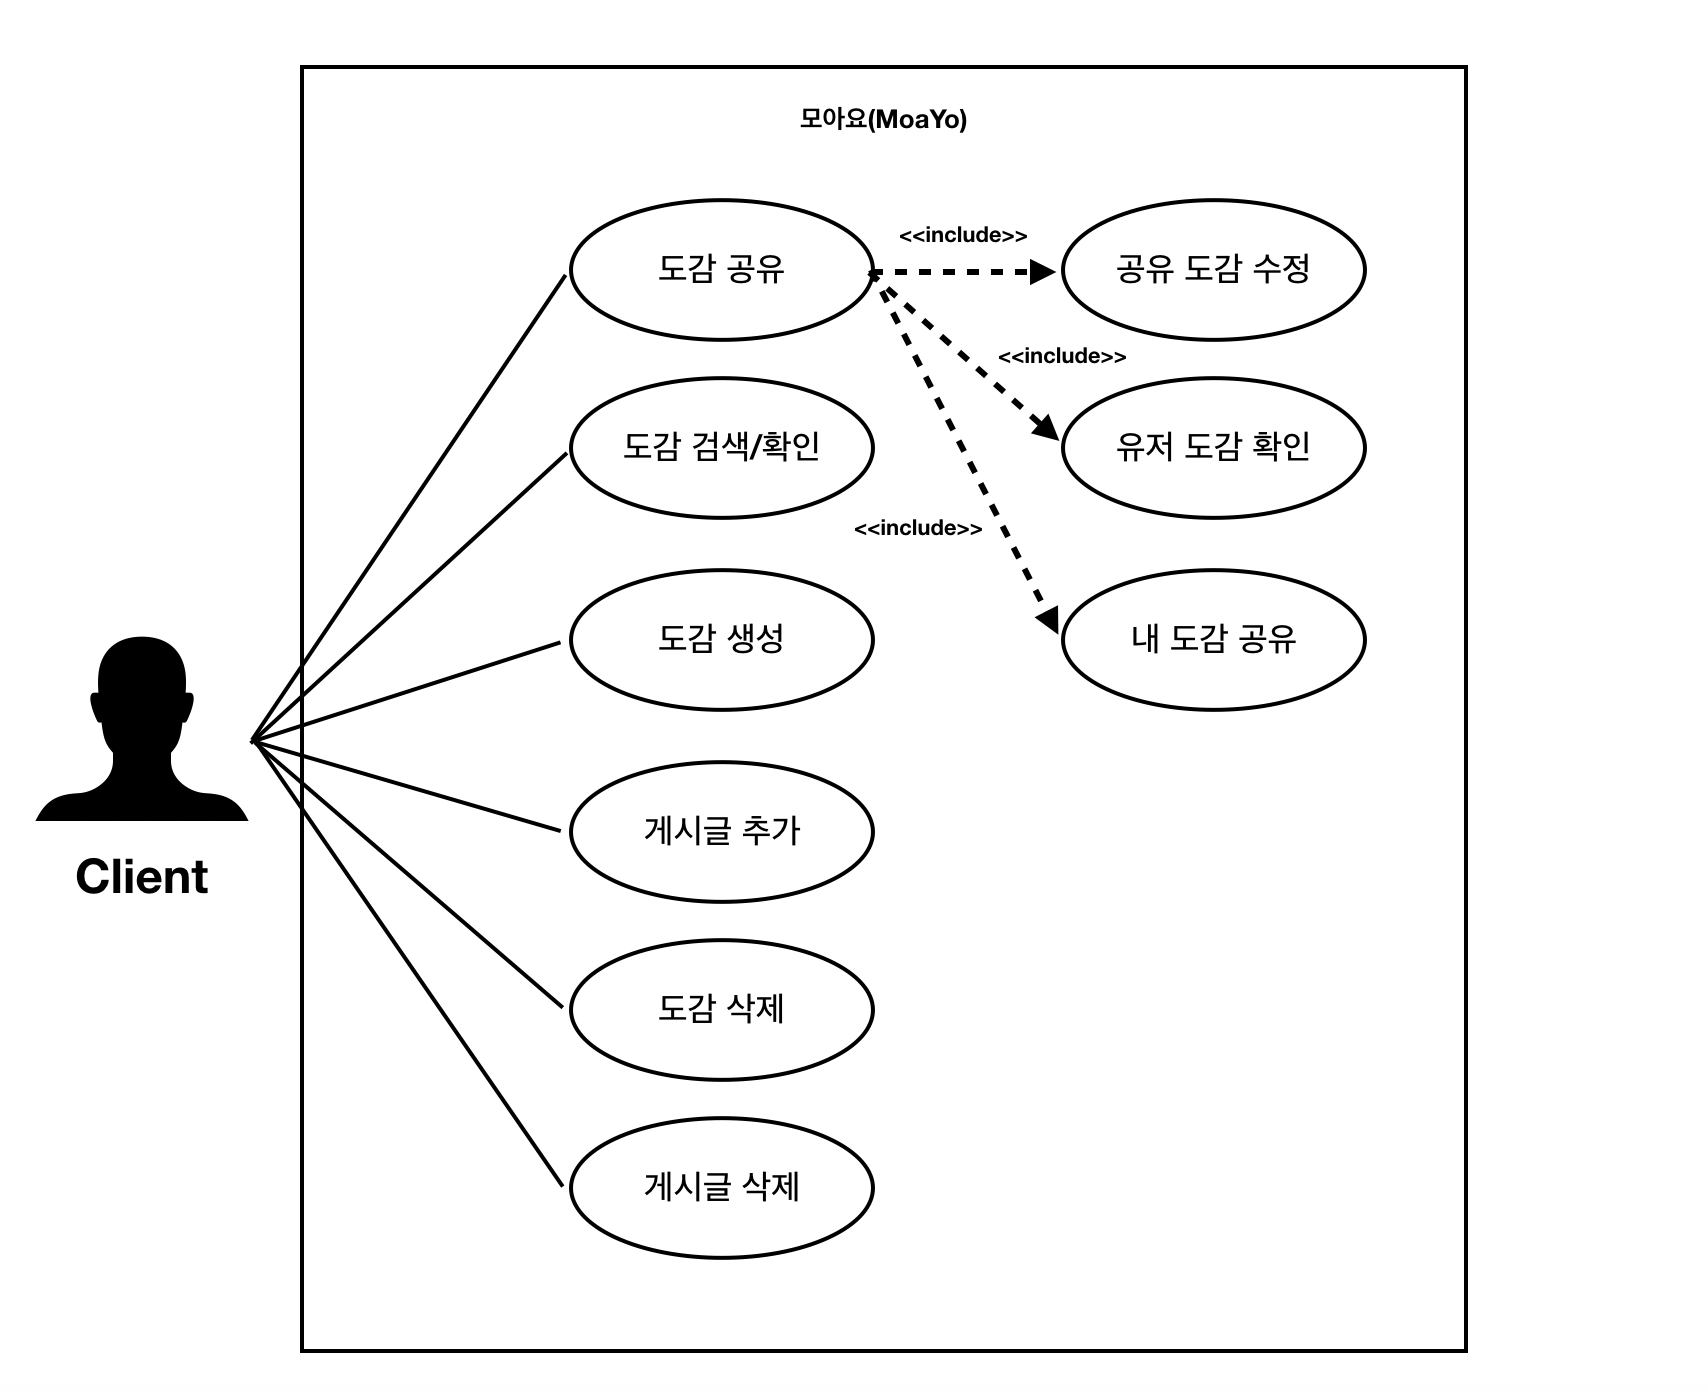 모아요(MoaYo)
도감 공유
<<include>>
공유 도감 수정
<<include>>
도감 검색/확인
유저 도감 확인
<<include>>
도감 생성
내 도감 공유
게시글 추가
Client
도감 삭제
게시글 삭제